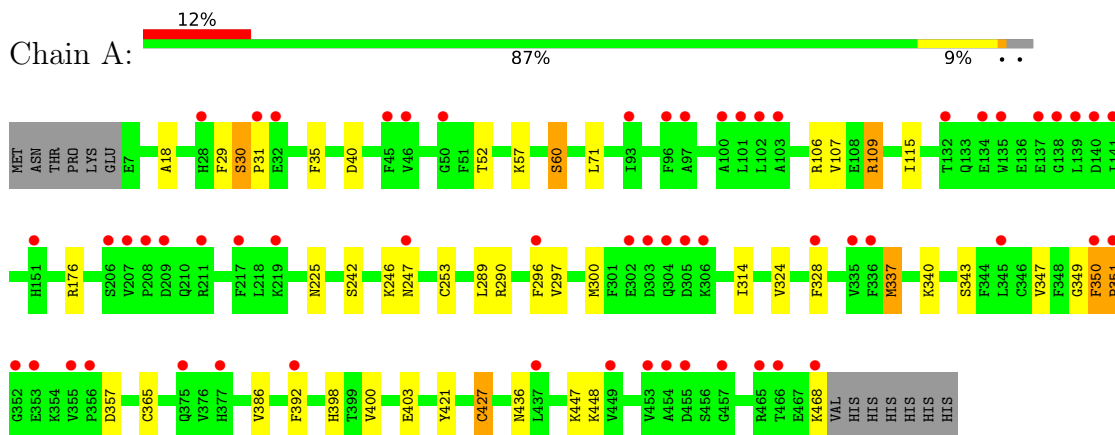 12%
Chain A:
87% 9% • •
MET ASN THR PRO LYS GLU E7 A18 H28 F29 S30 P31 E32 F35 D40 F45 V46 G50 F51 T52 K57 S60 L71 I93 F96 A97 A100 L101 L102 A103 R106 V107 E108 R109 I115 T132 Q133 E134 W135 E136 E137 G138 L139 D140
H151 R176 S206 V207 P208 D209 Q210 R211 F217 L218 K219 N225 S242 K246 N247 C253 L289 R290 F296 V297 M300 F301 E302 D303 Q304 D305 K306 I314 V324 F328 V335 F336 M337 K340 S343 F344 L345 C346 V347 F348 G349 F350
G352 E353 K354 V355 P356 D357 C365 Q375 V376 H377 V386 F392 H398 T399 V400 E403 Y421 C427 N436 L437 K447 K448 V449 V453 A454 D455 S456 G457 R465 T466 E467 K468 VAL HIS HIS HIS HIS HIS HIS